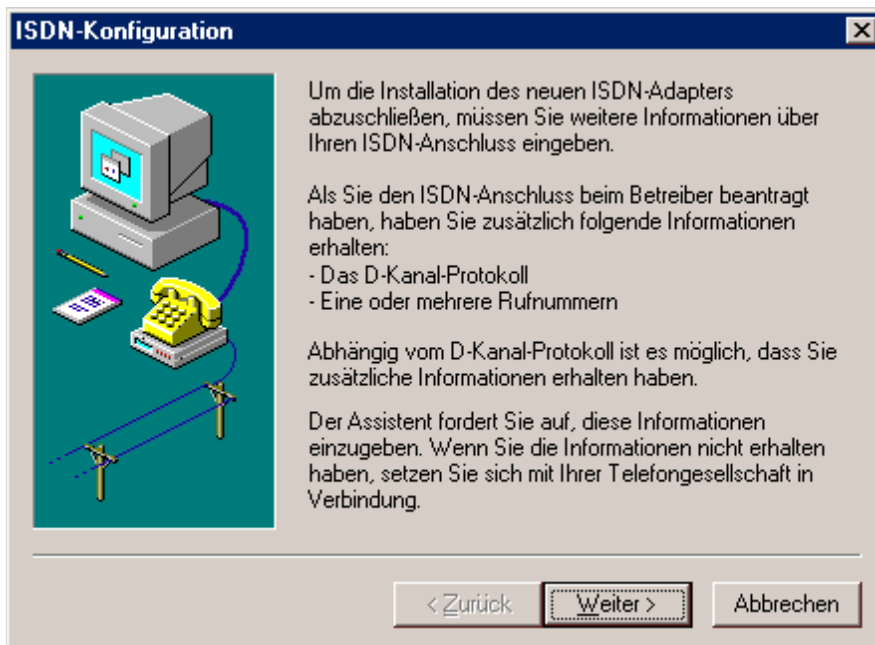 ISDN-Konfiguration
Um die Installation des neuen ISDN-Adapters
abzuschließen, müssen Sie weitere Informationen über
Ihren ISDN-Anschluss eingeben.
Als Sie den ISDN-Anschluss beim Betreiber beantragt
haben, haben Sie zusätzlich folgende Informationen
erhalten:
- Das D-Kanal-Protokoll
- Eine oder mehrere Rufnummern
Abhängig vom D-Kanal-Protokoll ist es möglich, dass Sie
zusätzliche Informationen erhalten haben.
Der Assistent fordert Sie auf, diese Informationen
einzugeben. Wenn Sie die Informationen nicht erhalten
haben, setzen Sie sich mit Ihrer Telefongesellschaft in
Verbindung.
< Zurück
Weiter >
Abbrechen